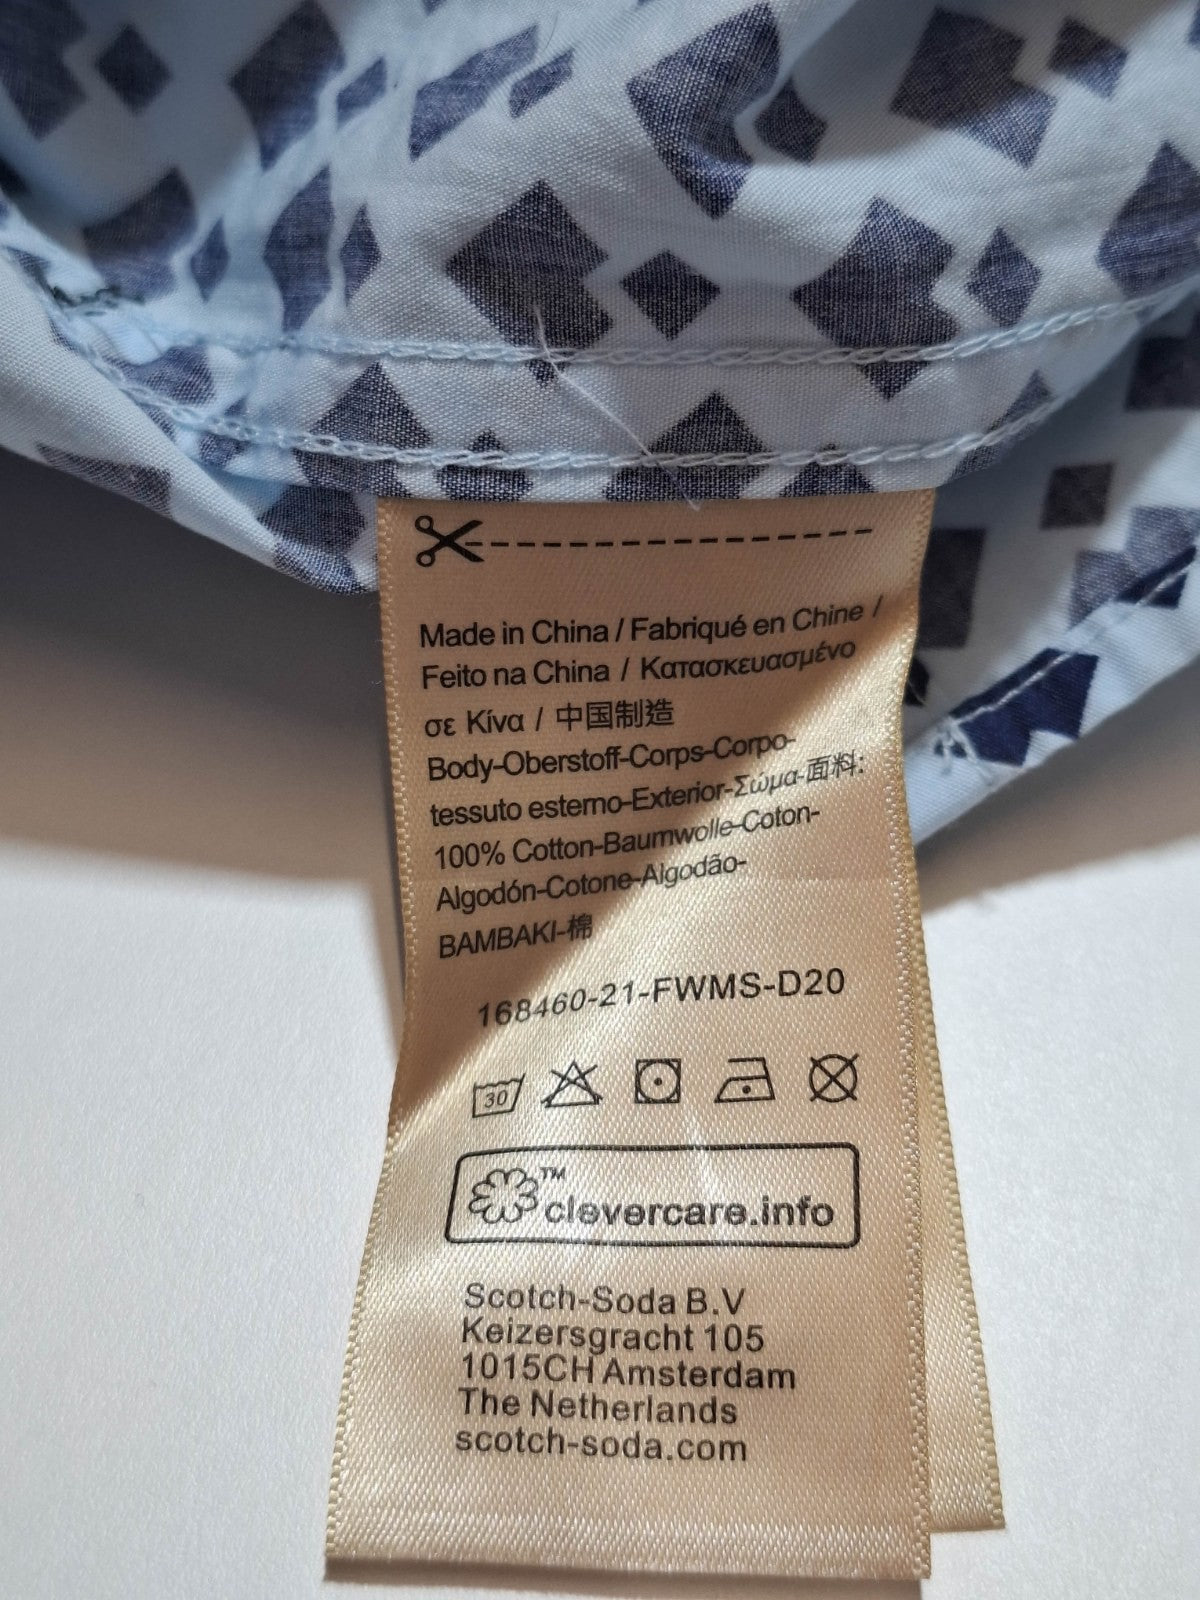 Made in China / Fabriqué en Chine /
Feito na China / Κατασκευασμένο
σε Κίνα / 中国制造
Body-Oberstoff-Corps-Corpo-
tessuto esterno-Exterior-Σώμα-面料:
100% Cotton-Baumwolle-Coton-
Algodón-Cotone-Algodão-
BAMBAKI-棉
168460-21-FWMS-D20
30
TM
clevercare.info
Scotch-Soda B.V
Keizersgracht 105
1015CH Amsterdam
The Netherlands
scotch-soda.com